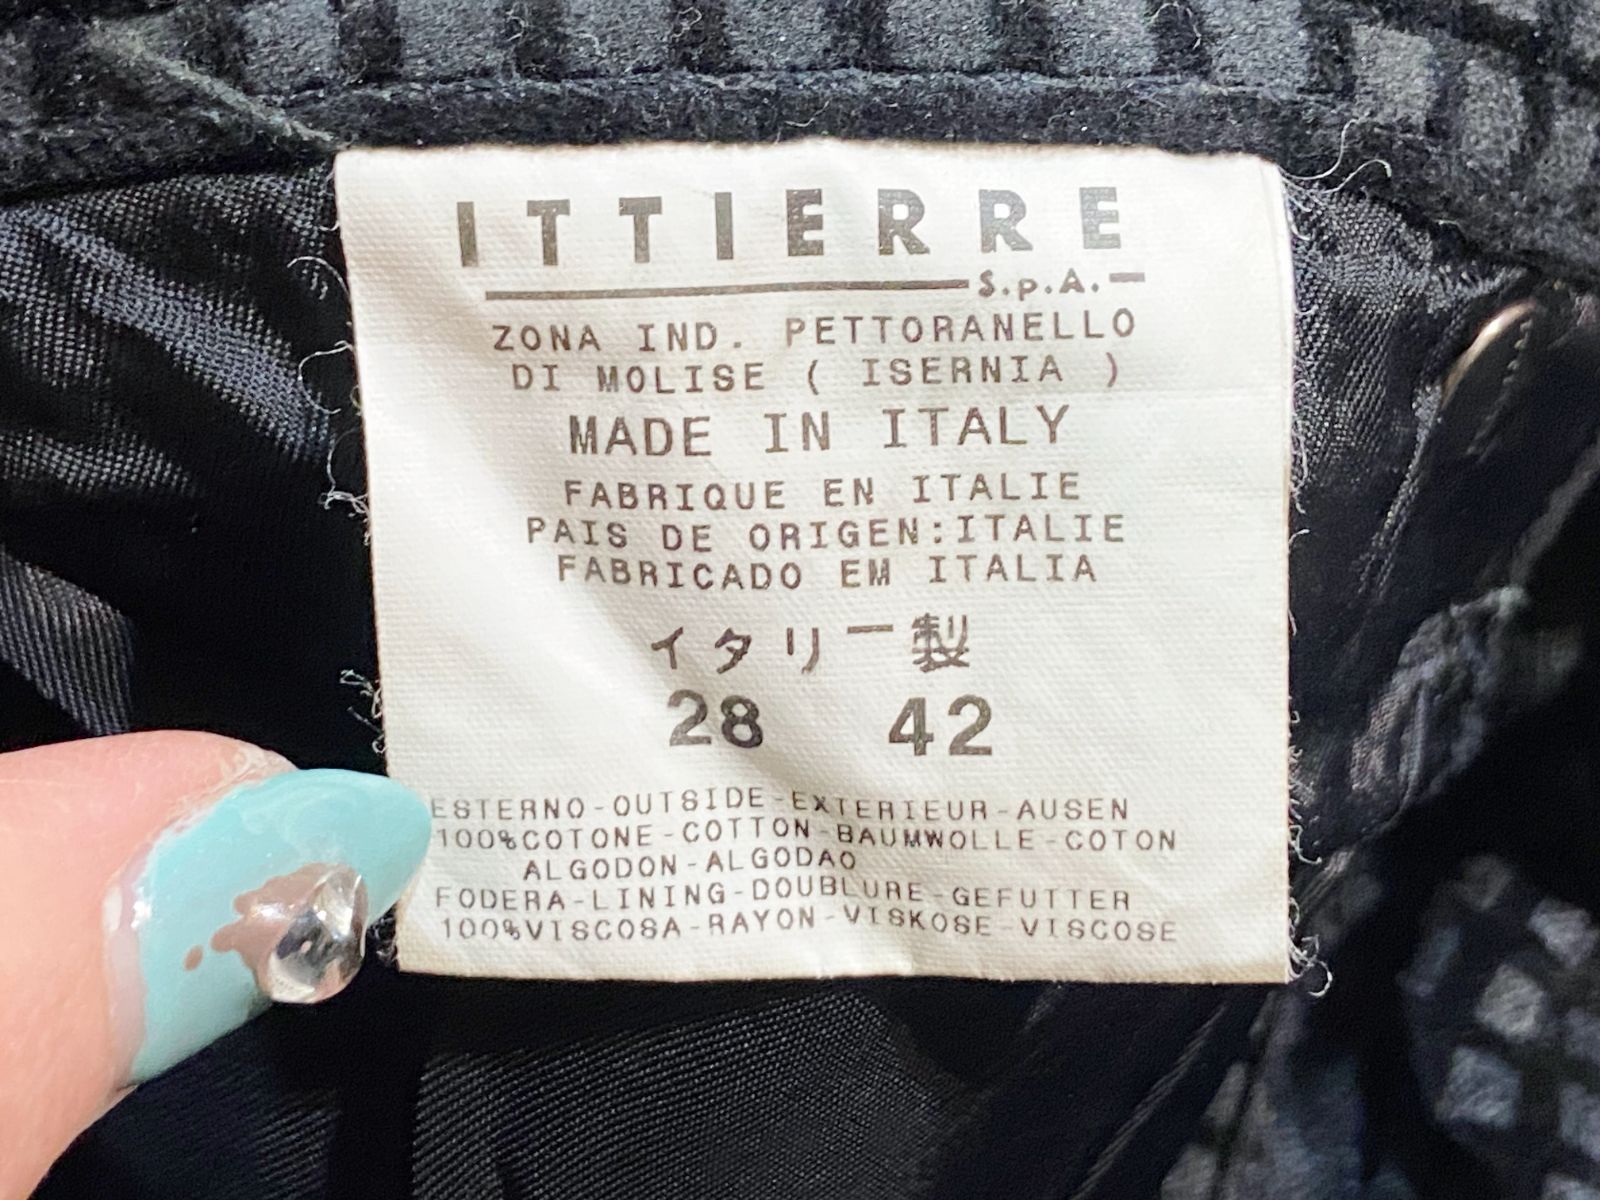 ITTIERRE
S.p.A.
ZONA IND. PETTORANELLO
DI MOLISE ( ISERNIA )
MADE IN ITALY
FABRIQUE EN ITALIE
PAIS DE ORIGEN:ITALIE
FABRICADO EM ITALIA
イタリー製
28 42
ESTERNO-OUTSIDE-EXTERIEUR-AUSEN
100%COTONE-COTTON-BAUMWOLLE-COTON
ALGODON-ALGODAO
FODERA-LINING-DOUBLURE-GEFUTTER
100%VISCOSA-RAYON-VISKOSE-VISCOSE